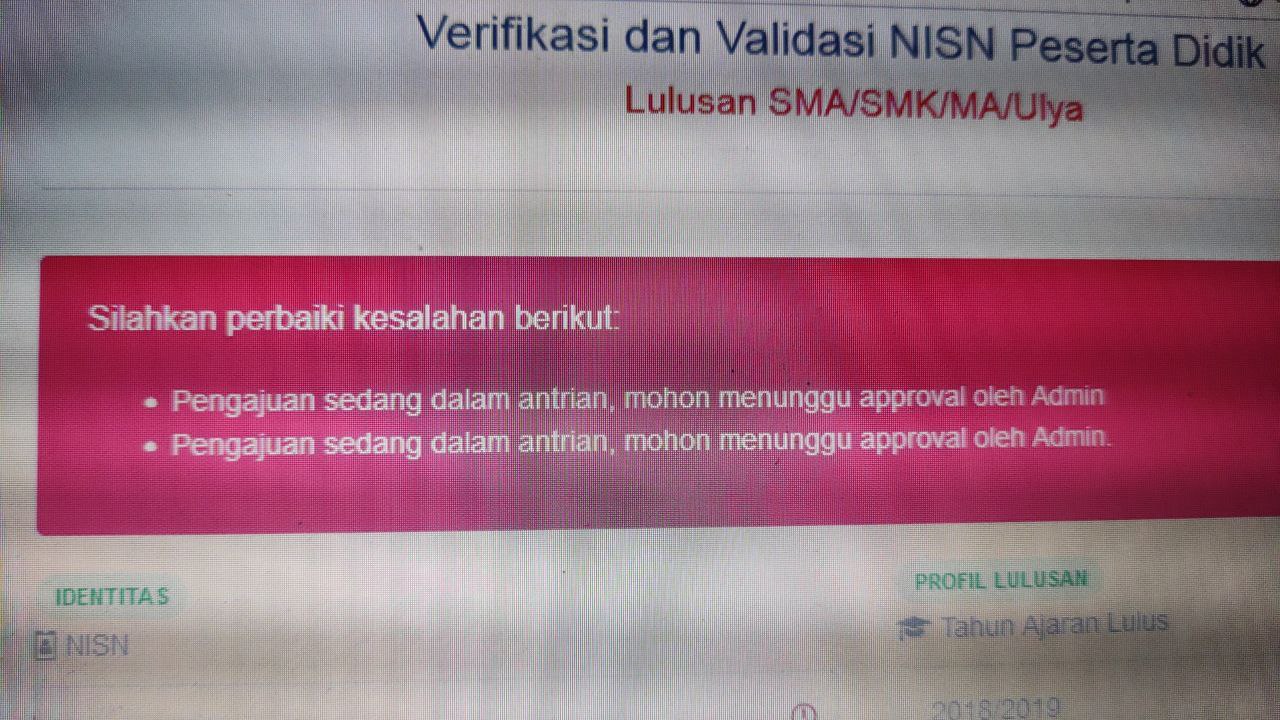 Verifikasi dan Validasi NISN Peserta Didik
Lulusan SMA/SMK/MA/Ulya
Silahkan perbaiki kesalahan berikut:
Pengajuan sedang dalam antrian, mohon menunggu approval oleh Admin
Pengajuan sedang dalam antrian, mohon menunggu approval oleh Admin.
IDENTITAS
PROFIL LULUSAN
NISN
Tahun Ajaran Lulus
2018/2019